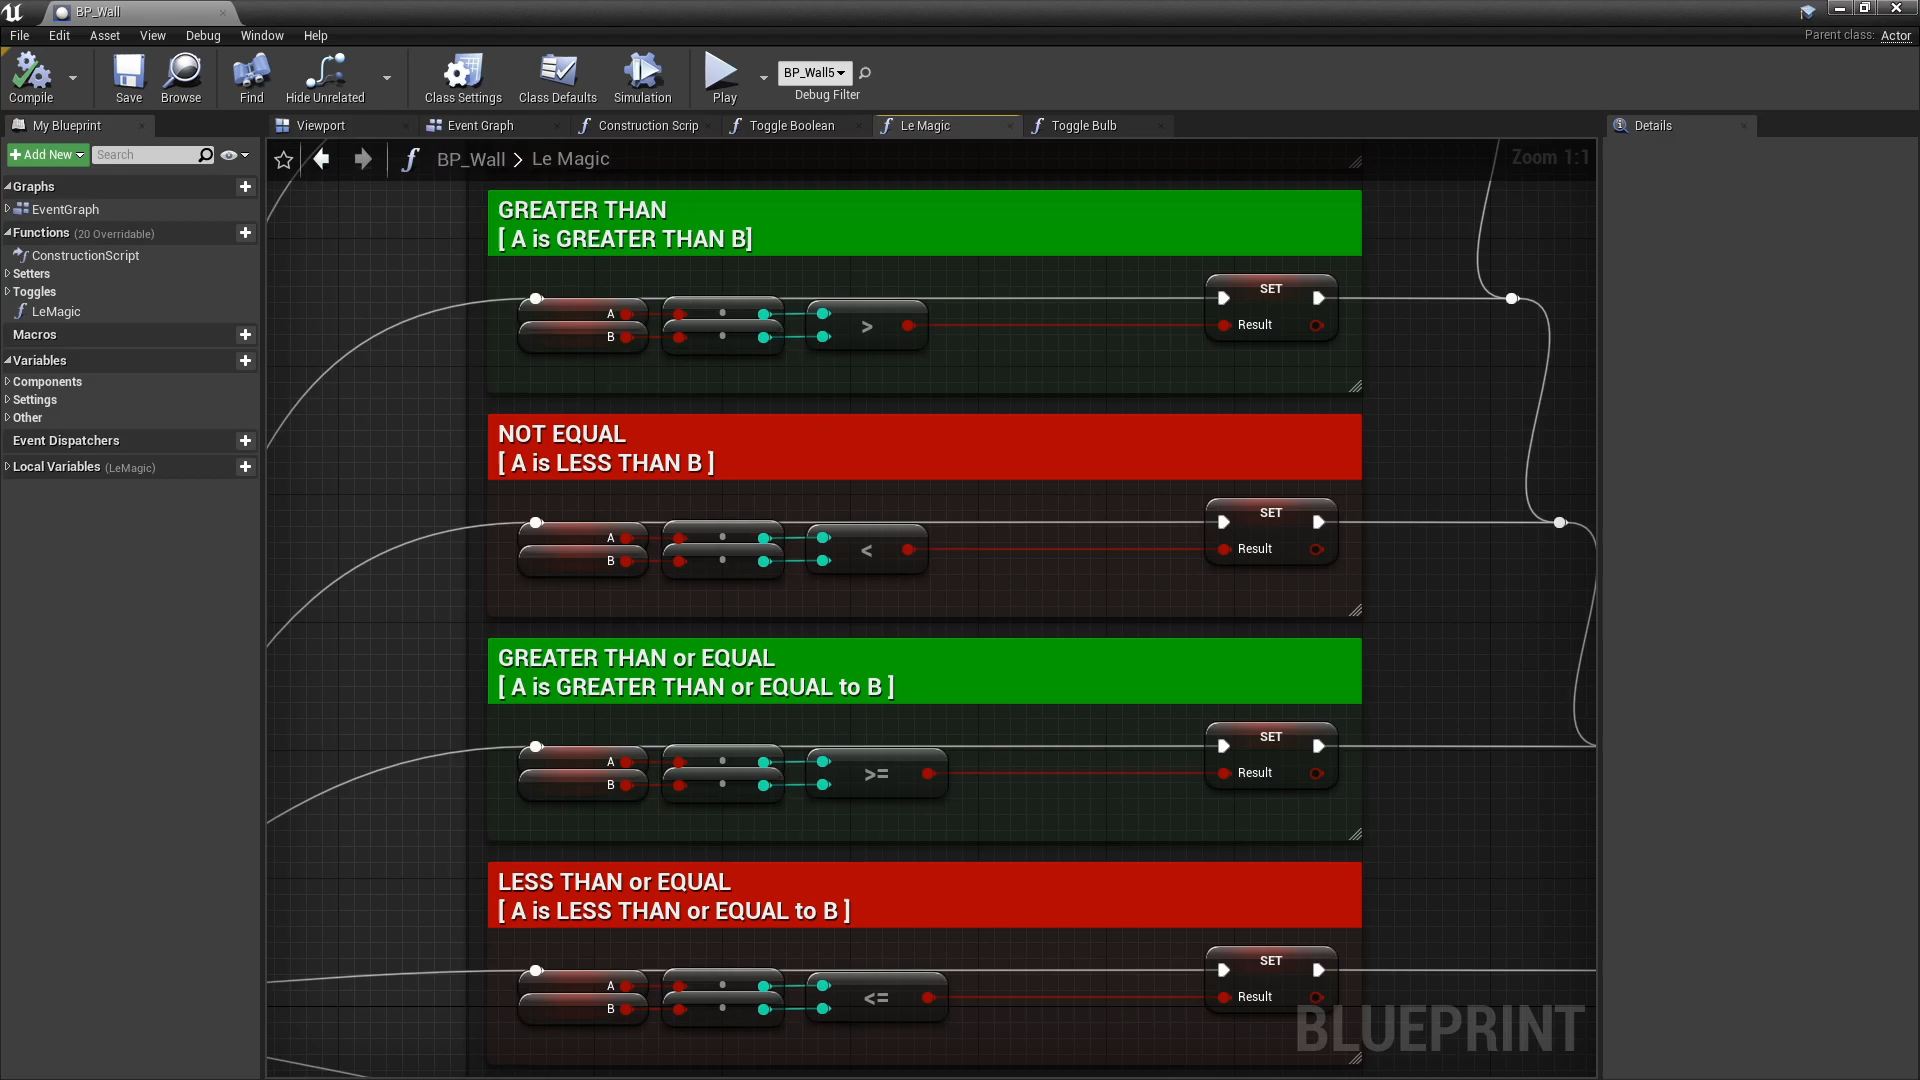 BP_Wall
File Edit Asset View Debug Window Help
Parent class: Actor
Compile Save Browse Find Hide Unrelated Class Settings Class Defaults Simulation Play
BP_Wall5
Debug Filter
My Blueprint
Viewport Event Graph Construction Scrip Toggle Boolean Le Magic Toggle Bulb
Details
Add New
Search
BP_Wall > Le Magic
Zoom 1:1
Graphs
EventGraph
Functions (20 Overridable)
ConstructionScript
Setters
Toggles
LeMagic
Macros
Variables
Components
Settings
Other
Event Dispatchers
Local Variables (LeMagic)
GREATER THAN
[ A is GREATER THAN B]
SET
A
>
Result
B
NOT EQUAL
[ A is LESS THAN B ]
SET
A
<
Result
B
GREATER THAN or EQUAL
[ A is GREATER THAN or EQUAL to B ]
SET
A
>=
Result
B
LESS THAN or EQUAL
[ A is LESS THAN or EQUAL to B ]
SET
A
<=
Result
B
BLUEPRINT